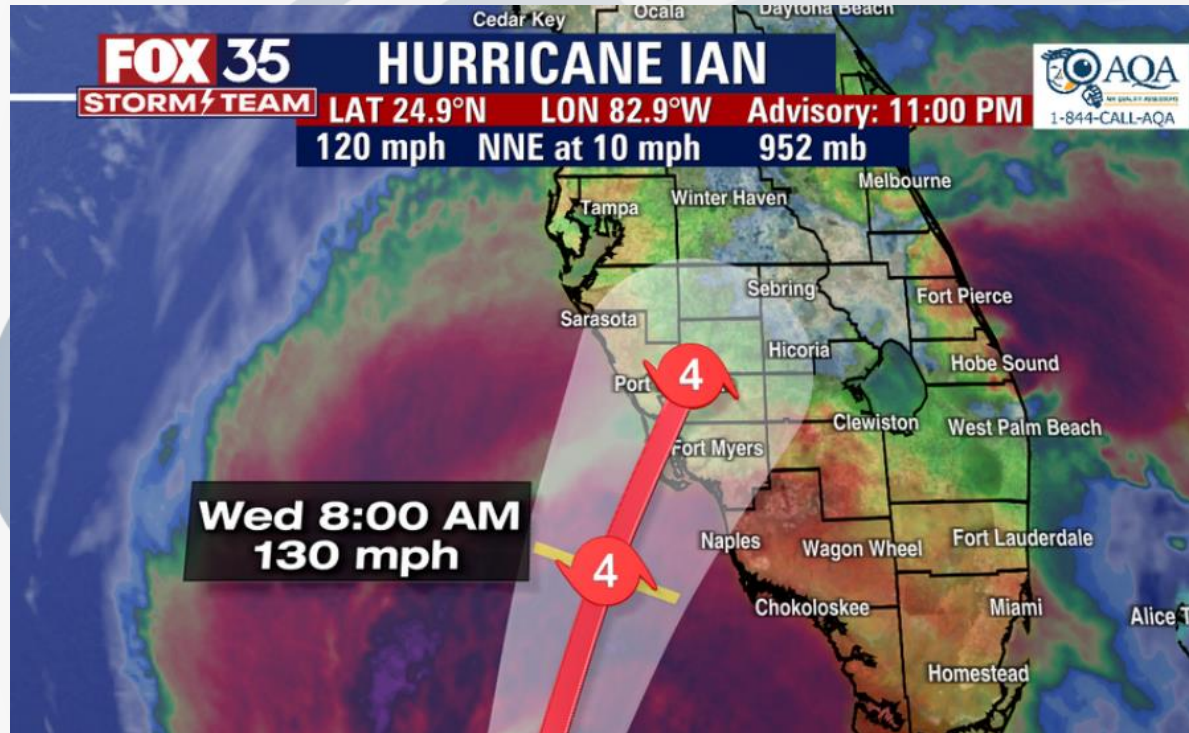 Cedar Key
Ocala
Daytona Beach
FOX 35
STORM TEAM
HURRICANE IAN
LAT 24.9°N LON 82.9°W Advisory: 11:00 PM
120 mph NNE at 10 mph 952 mb
AQA
1-844-CALL-AQA
Melbourne
Winter Haven
Tampa
Sebring
Fort Pierce
Sarasota
Hicoria
Hobe Sound
Port
4
Clewiston
West Palm Beach
Fort Myers
Wed 8:00 AM
130 mph
Naples
Wagon Wheel
Fort Lauderdale
4
Chokoloskee
Miami
Alice T
Homestead